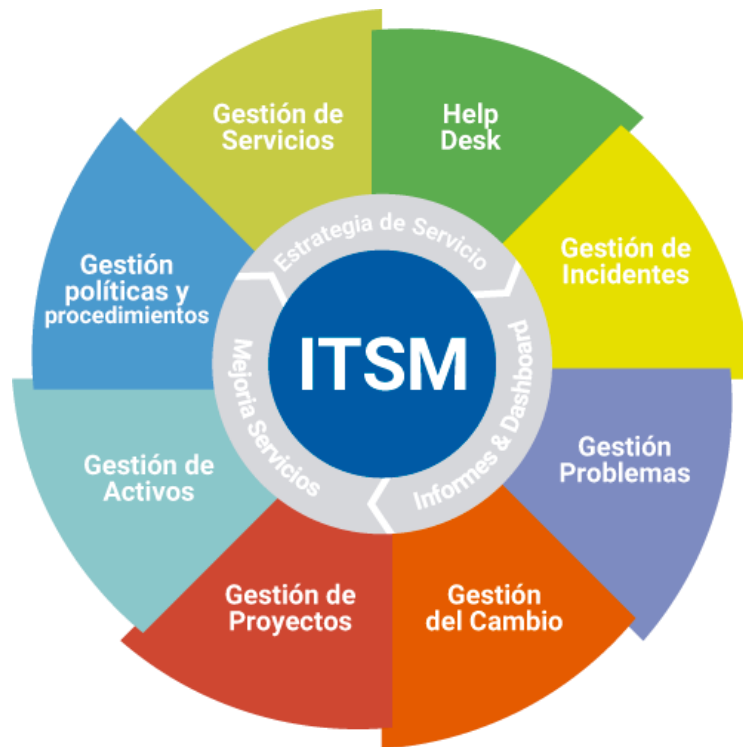 Gestión de
Servicios
Help
Desk
Gestión
políticas y
procedimientos
Estrategia de Servicio
Gestión de
Incidentes
ITSM
Mejoria Servicios
Informes & Dashboard
Gestión de
Activos
Gestión
Problemas
Gestión de
Proyectos
Gestión
del Cambio